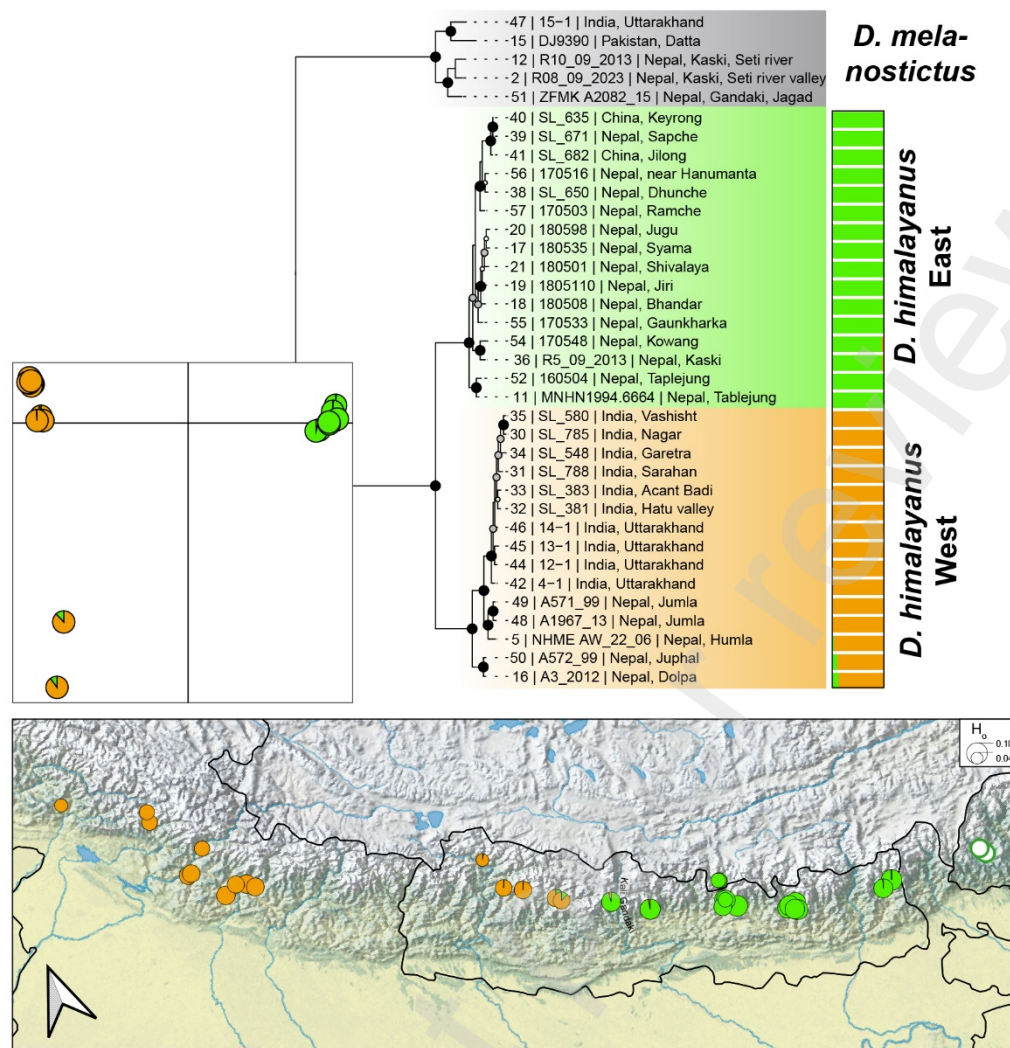 47 | 15-1 | India, Uttarakhand
15 | DJ9390 | Pakistan, Datta
12 | R10_09_2013 | Nepal, Kaski, Seti river
2 | R08_09_2023 | Nepal, Kaski, Seti river valley
51 | ZFMK A2082_15 | Nepal, Gandaki, Jagad
D. mela-
nostictus
40 | SL_635 | China, Keyrong
39 | SL_671 | Nepal, Sapche
41 | SL_682 | China, Jilong
56 | 170516 | Nepal, near Hanumanta
38 | SL_650 | Nepal, Dhunche
57 | 170503 | Nepal, Ramche
20 | 180598 | Nepal, Jugu
17 | 180535 | Nepal, Syama
21 | 180501 | Nepal, Shivalaya
19 | 1805110 | Nepal, Jiri
18 | 180508 | Nepal, Bhandar
55 | 170533 | Nepal, Gaunkharka
54 | 170548 | Nepal, Kowang
36 | R5_09_2013 | Nepal, Kaski
52 | 160504 | Nepal, Taplejung
11 | MNHN1994.6664 | Nepal, Tablejung
D. himalayanus
East
35 | SL_580 | India, Vashisht
30 | SL_785 | India, Nagar
34 | SL_548 | India, Garetra
31 | SL_788 | India, Sarahan
33 | SL_383 | India, Acant Badi
32 | SL_381 | India, Hatu valley
46 | 14−1 | India, Uttarakhand
45 | 13−1 | India, Uttarakhand
44 | 12−1 | India, Uttarakhand
42 | 4−1 | India, Uttarakhand
49 | A571_99 | Nepal, Jumla
48 | A1967_13 | Nepal, Jumla
5 | NHME AW_22_06 | Nepal, Humla
50 | A572_99 | Nepal, Juphal
16 | A3_2012 | Nepal, Dolpa
D. himalayanus
West
Ho
0.10
Kali Gandaki
review